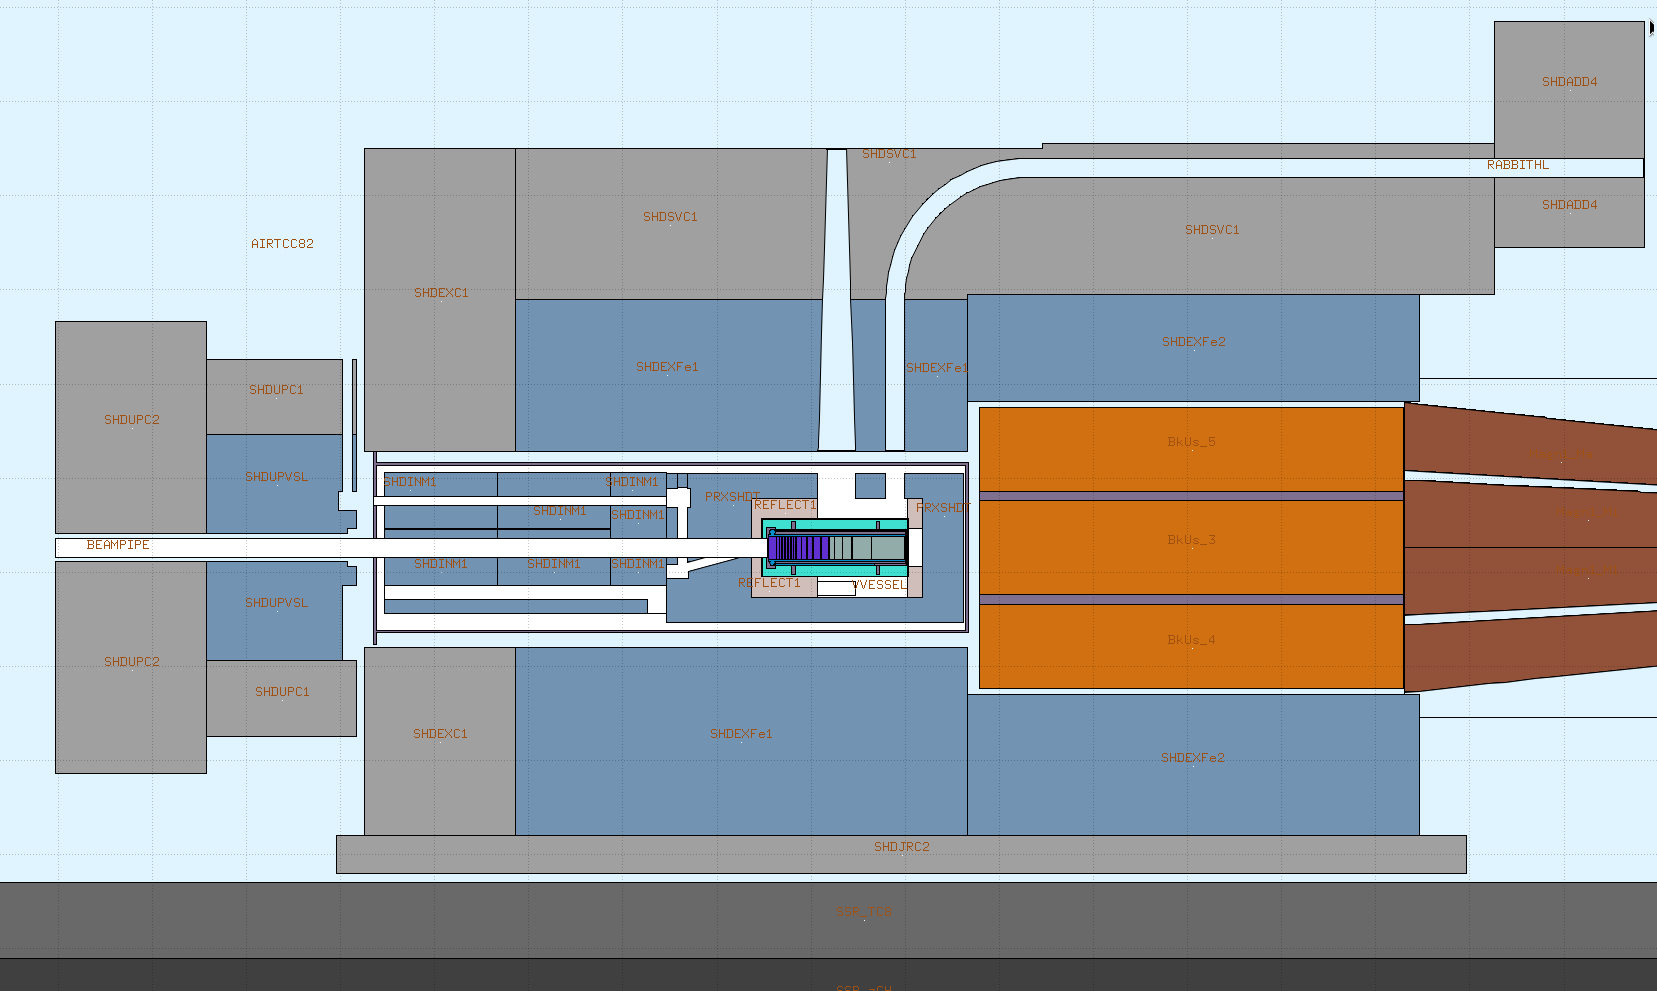 SHDADD4
SHDSVC1
RABBITHL
SHDADD4
SHDSVC1
SHDSVC1
AIRTCC82
SHDEXC1
SHDEXFe2
SHDEXFe1
SHDEXFe1
SHDUPC1
SHDUPC2
BkUs_5
SHDUPVSL
SHDINM1
SHDINM1
PRXSHDT
REFLECT1
PRXSHDT
SHDINM1
SHDINM1
BEAMPIPE
BkUs_3
SHDINM1
SHDINM1
SHDINM1
REFLECT1
VVESSEL
SHDUPVSL
BkUs_4
SHDUPC2
SHDUPC1
SHDEXC1
SHDEXFe1
SHDEXFe2
SHDJRC2